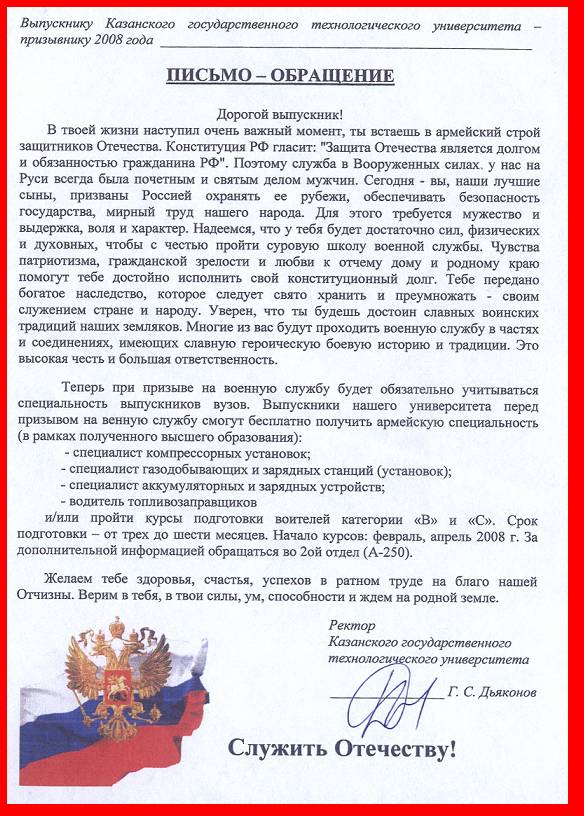 Выпускнику Казанского государственного технологического университета –
призывнику 2008 года
ПИСЬМО – ОБРАЩЕНИЕ
Дорогой выпускник!
В твоей жизни наступил очень важный момент, ты встаешь в армейский строй
защитников Отечества. Конституция РФ гласит: "Защита Отечества является долгом
и обязанностью гражданина РФ". Поэтому служба в Вооруженных силах. у нас на
Руси всегда была почетным и святым делом мужчин. Сегодня - вы, наши лучшие
сыны, призваны Россией охранять ее рубежи, обеспечивать безопасность
государства, мирный труд нашего народа. Для этого требуется мужество и
выдержка, воля и характер. Надеемся, что у тебя будет достаточно сил, физических
и духовных, чтобы с честью пройти суровую школу военной службы. Чувства
патриотизма, гражданской зрелости и любви к отчему дому и родному краю
помогут тебе достойно исполнить свой конституционный долг. Тебе передано
богатое наследство, которое следует свято хранить и преумножать - своим
служением стране и народу. Уверен, что ты будешь достоин славных воинских
традиций наших земляков. Многие из вас будут проходить военную службу в частях
и соединениях, имеющих славную героическую боевую историю и традиции. Это
высокая честь и большая ответственность.
Теперь при призыве на военную службу будет обязательно учитываться
специальность выпускников вузов. Выпускники нашего университета перед
призывом на венную службу смогут бесплатно получить армейскую специальность
(в рамках полученного высшего образования):
- специалист компрессорных установок;
- специалист газодобывающих и зарядных станций (установок);
- специалист аккумуляторных и зарядных устройств;
- водитель топливозаправщиков
и/или пройти курсы подготовки воителей категории «В» и «С». Срок
подготовки – от трех до шести месяцев. Начало курсов: февраль, апрель 2008 г. За
дополнительной информацией обращаться во 2ой отдел (А-250).
Желаем тебе здоровья, счастья, успехов в ратном труде на благо нашей
Отчизны. Верим в тебя, в твои силы, ум, способности и ждем на родной земле.
Ректор
Казанского государственного
технологического университета
Г. С. Дьяконов
Служить Отечеству!